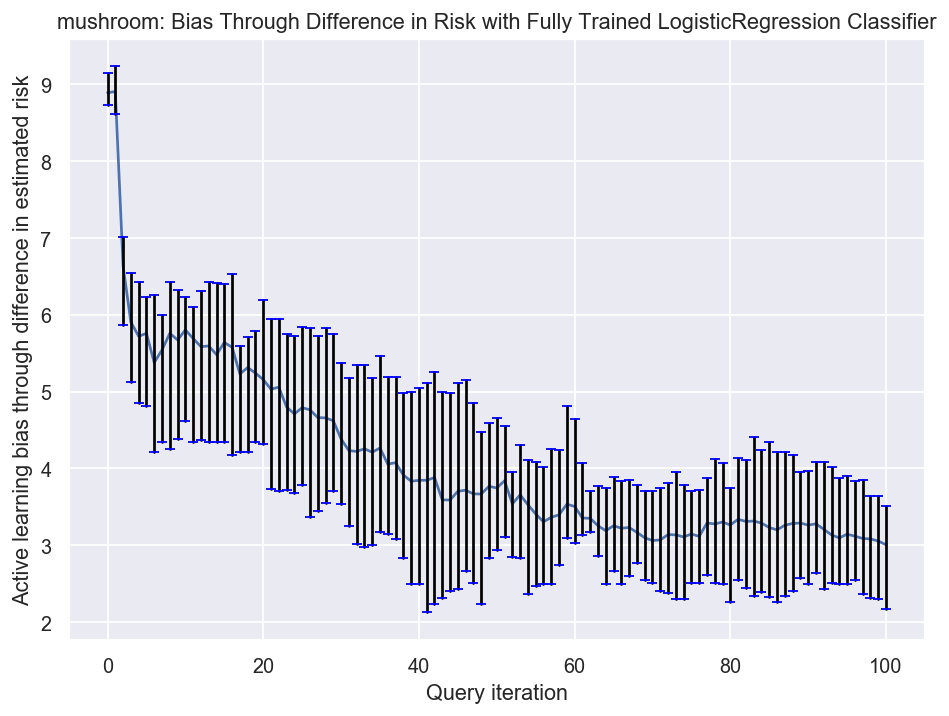 mushroom: Bias Through Difference in Risk with Fully Trained LogisticRegression Classifier
Active learning bias through difference in estimated risk
9
8
7
6
5
4
3
2
0 20 40 60 80 100
Query iteration